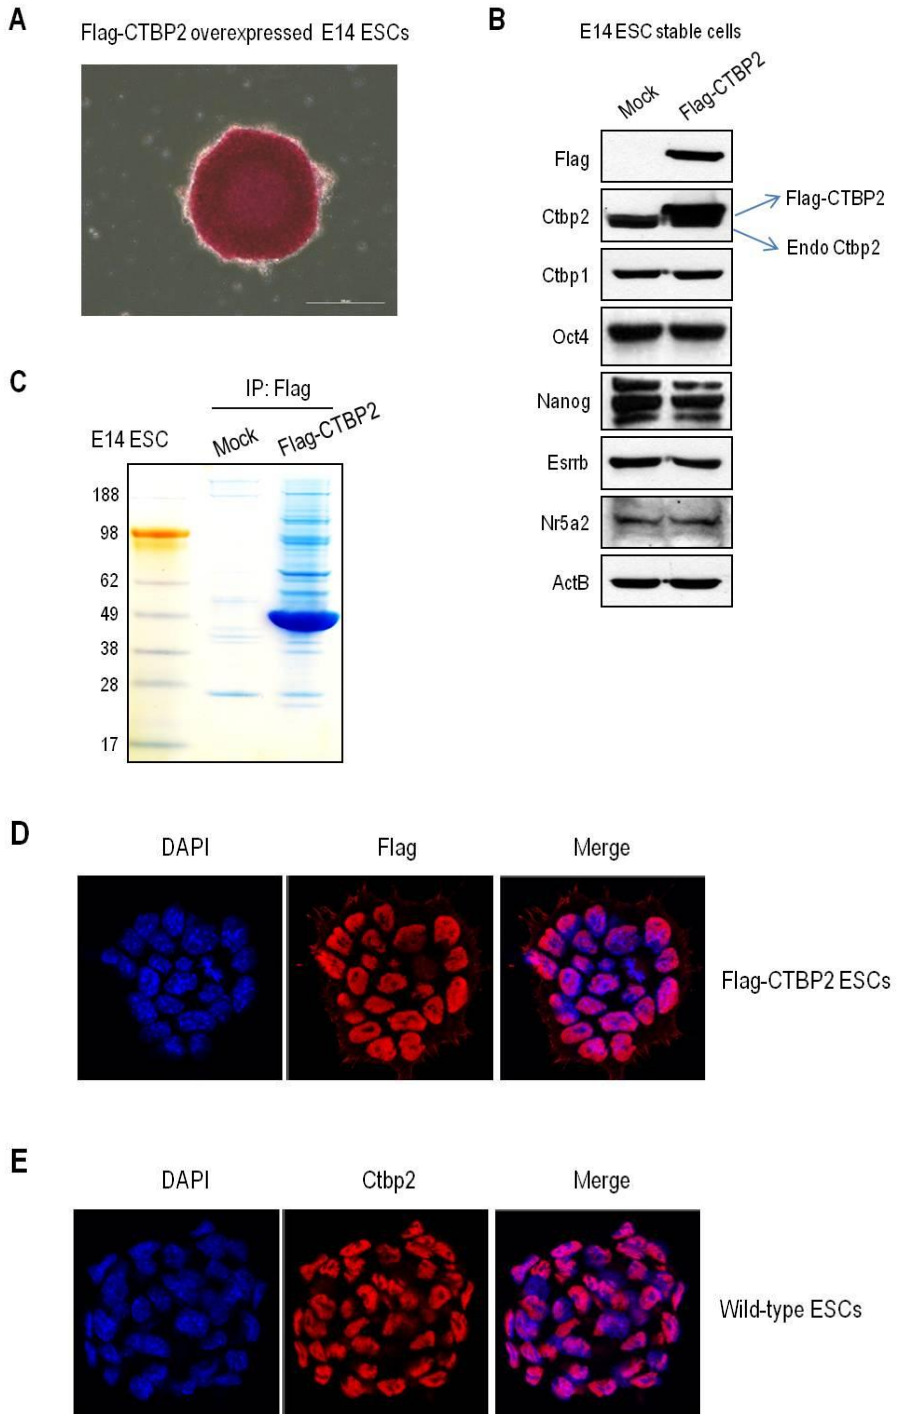 A
Flag-CTBP2 overexpressed E14 ESCs
B
E14 ESC stable cells
Mock
Flag-CTBP2
Flag
Ctbp2
Flag-CTBP2
Endo Ctbp2
Ctbp1
Oct4
Nanog
Esrrb
Nr5a2
ActB
C
IP: Flag
E14 ESC
Mock
Flag-CTBP2
188
98
62
49
38
28
17
D
DAPI
Flag
Merge
Flag-CTBP2 ESCs
E
DAPI
Ctbp2
Merge
Wild-type ESCs